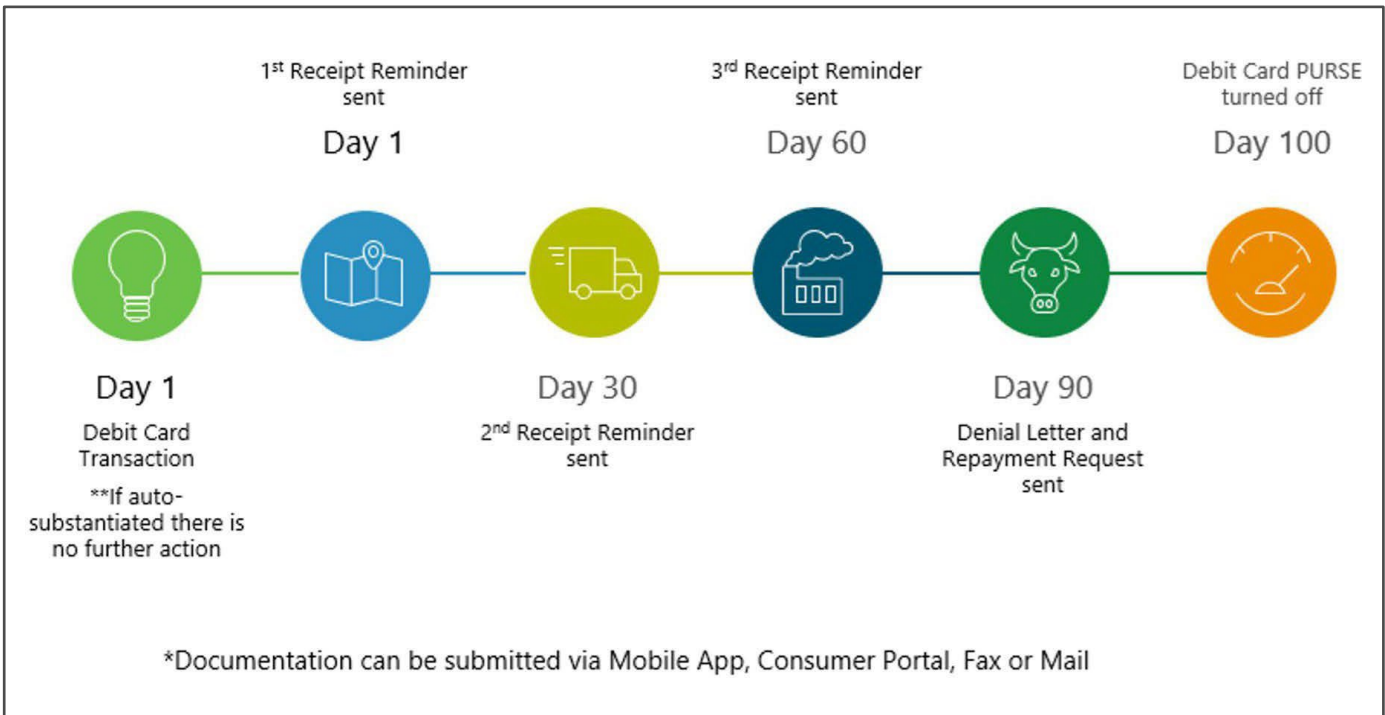 Day 1
Debit Card
Transaction
**If auto-
substantiated there is
no further action
1st Receipt Reminder
sent
Day 1
Day 30
2nd Receipt Reminder
sent
3rd Receipt Reminder
sent
Day 60
Day 90
Denial Letter and
Repayment Request
sent
Debit Card PURSE
turned off
Day 100
*Documentation can be submitted via Mobile App, Consumer Portal, Fax or Mail